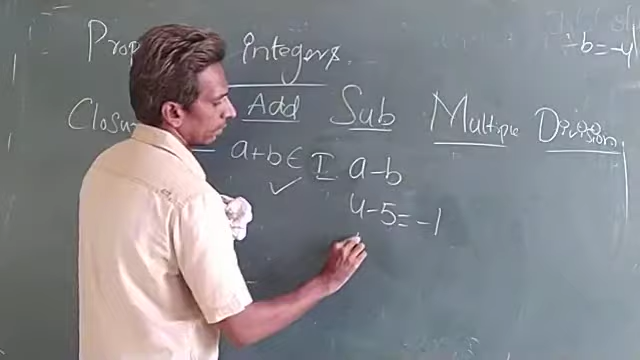 integers.
Add Sub Multiple Division
a+b ∈ I a-b
4-5=-1
-b=-4